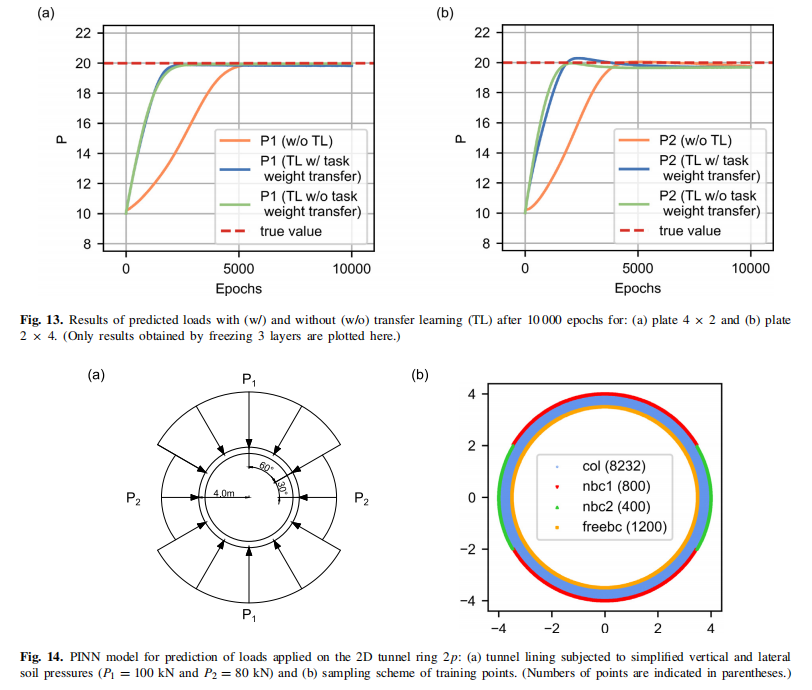 (a)
22
20
18
16
14
12
10
8
P
P1 (w/o TL)
P1 (TL w/ task
weight transfer)
P1 (TL w/o task
weight transfer)
true value
0
5000
10000
Epochs
(b)
22
20
18
16
14
12
10
8
P
P2 (w/o TL)
P2 (TL w/ task
weight transfer)
P2 (TL w/o task
weight transfer)
true value
0
5000
10000
Epochs
Fig. 13. Results of predicted loads with (w/) and without (w/o) transfer learning (TL) after 10 000 epochs for: (a) plate 4 × 2 and (b) plate
2 × 4. (Only results obtained by freezing 3 layers are plotted here.)
(a)
P₁
60°
30°
4.0m
P₂
P₂
P₁
(b)
4
2
0
−2
−4
col (8232)
nbc1 (800)
nbc2 (400)
freebc (1200)
−4
−2
0
2
4
Fig. 14. PINN model for prediction of loads applied on the 2D tunnel ring 2p: (a) tunnel lining subjected to simplified vertical and lateral
soil pressures (P₁ = 100 kN and P₂ = 80 kN) and (b) sampling scheme of training points. (Numbers of points are indicated in parentheses.)